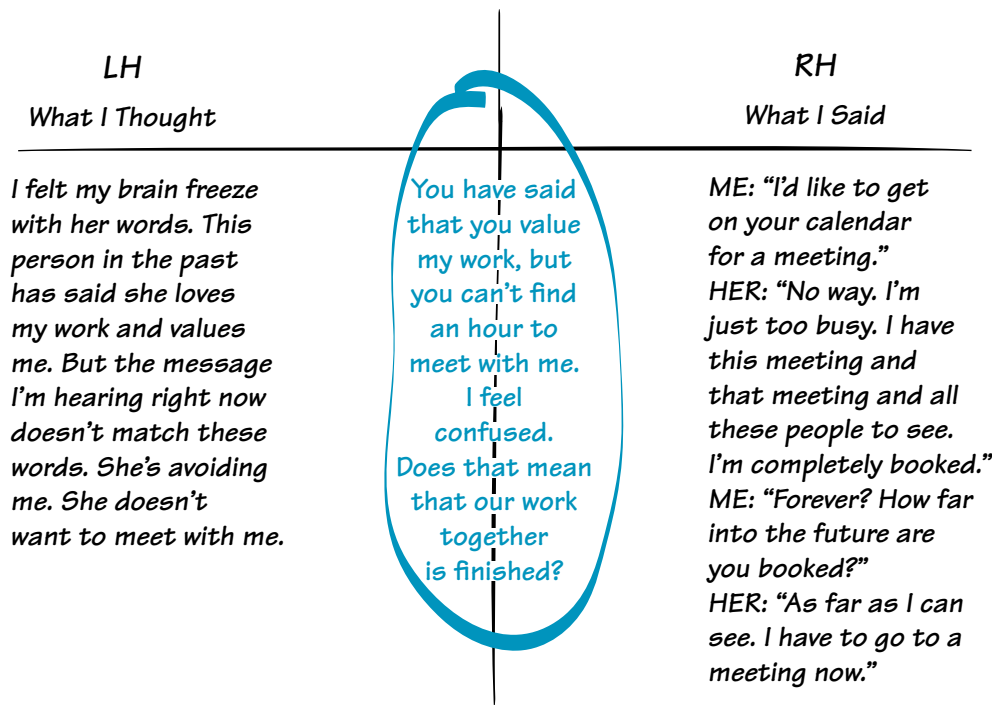 LH
What I Thought
I felt my brain freeze
with her words. This
person in the past
has said she loves
my work and values
me. But the message
I’m hearing right now
doesn’t match these
words. She’s avoiding
me. She doesn’t
want to meet with me.
You have said
that you value
my work, but
you can’t find
an hour to
meet with me.
I feel
confused.
Does that mean
that our work
together
is finished?
RH
What I Said
ME: “I’d like to get
on your calendar
for a meeting.”
HER: “No way. I’m
just too busy. I have
this meeting and
that meeting and all
these people to see.
I’m completely booked.”
ME: “Forever? How far
into the future are
you booked?”
HER: “As far as I can
see. I have to go to a
meeting now.”